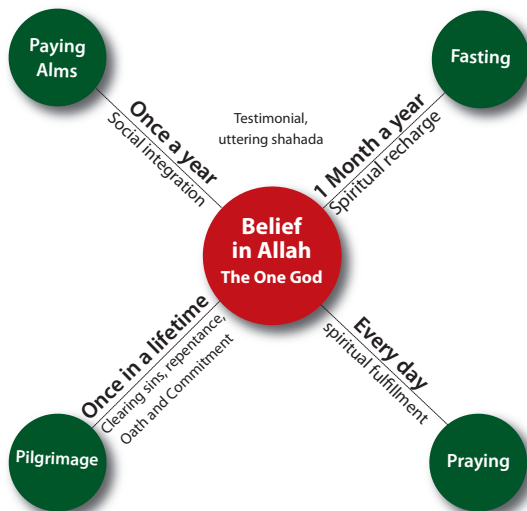 Paying
Alms
Fasting
Once a year
Social integration
Testimonial,
uttering shahada
1 Month a year
Spiritual recharge
Belief
in Allah
The One God
Once in a lifetime
Clearing sins, repentance,
Oath and Commitment
Every day
spiritual fulfillment
Pilgrimage
Praying